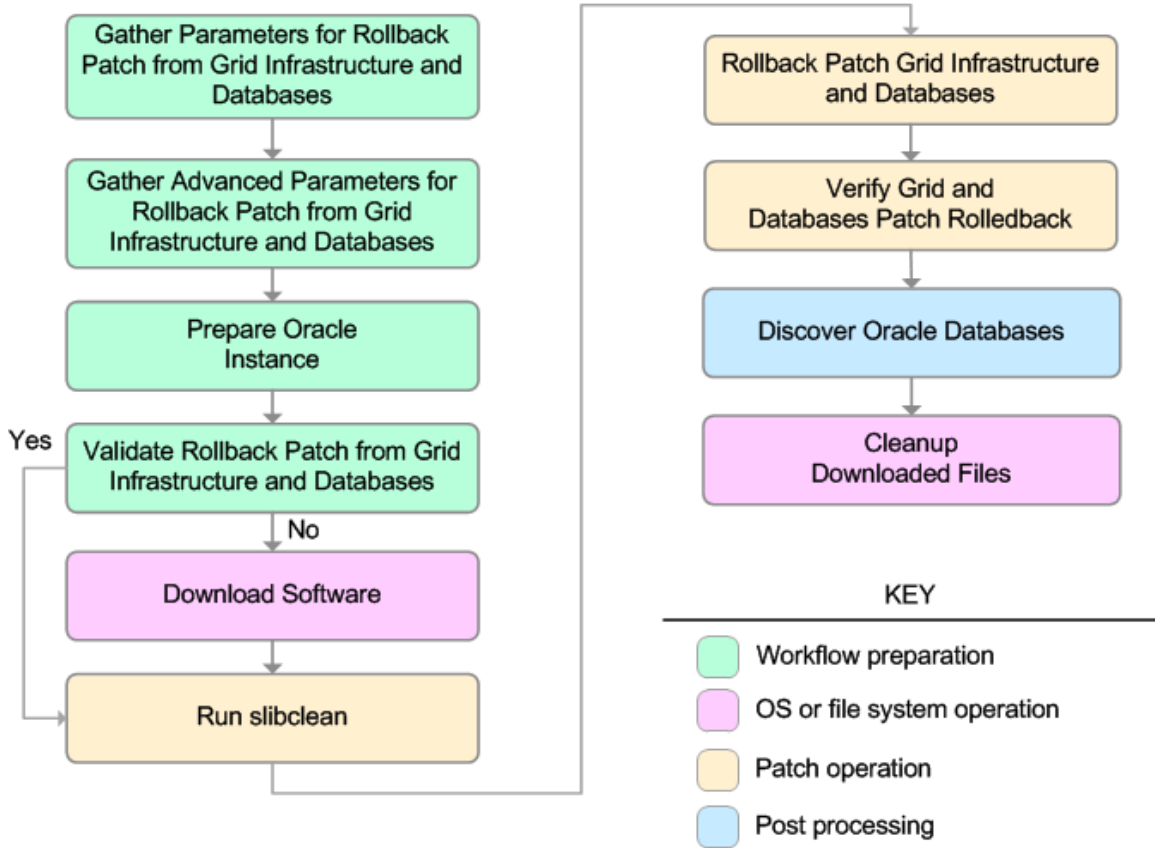 Gather Parameters for Rollback
Patch from Grid Infrastructure and
Databases
Gather Advanced Parameters for
Rollback Patch from Grid
Infrastructure and Databases
Prepare Oracle
Instance
Yes
Validate Rollback Patch from Grid
Infrastructure and Databases
No
Download Software
Run slibclean
Rollback Patch Grid Infrastructure
and Databases
Verify Grid and
Databases Patch Rolledback
Discover Oracle Databases
Cleanup
Downloaded Files
KEY
Workflow preparation
OS or file system operation
Patch operation
Post processing